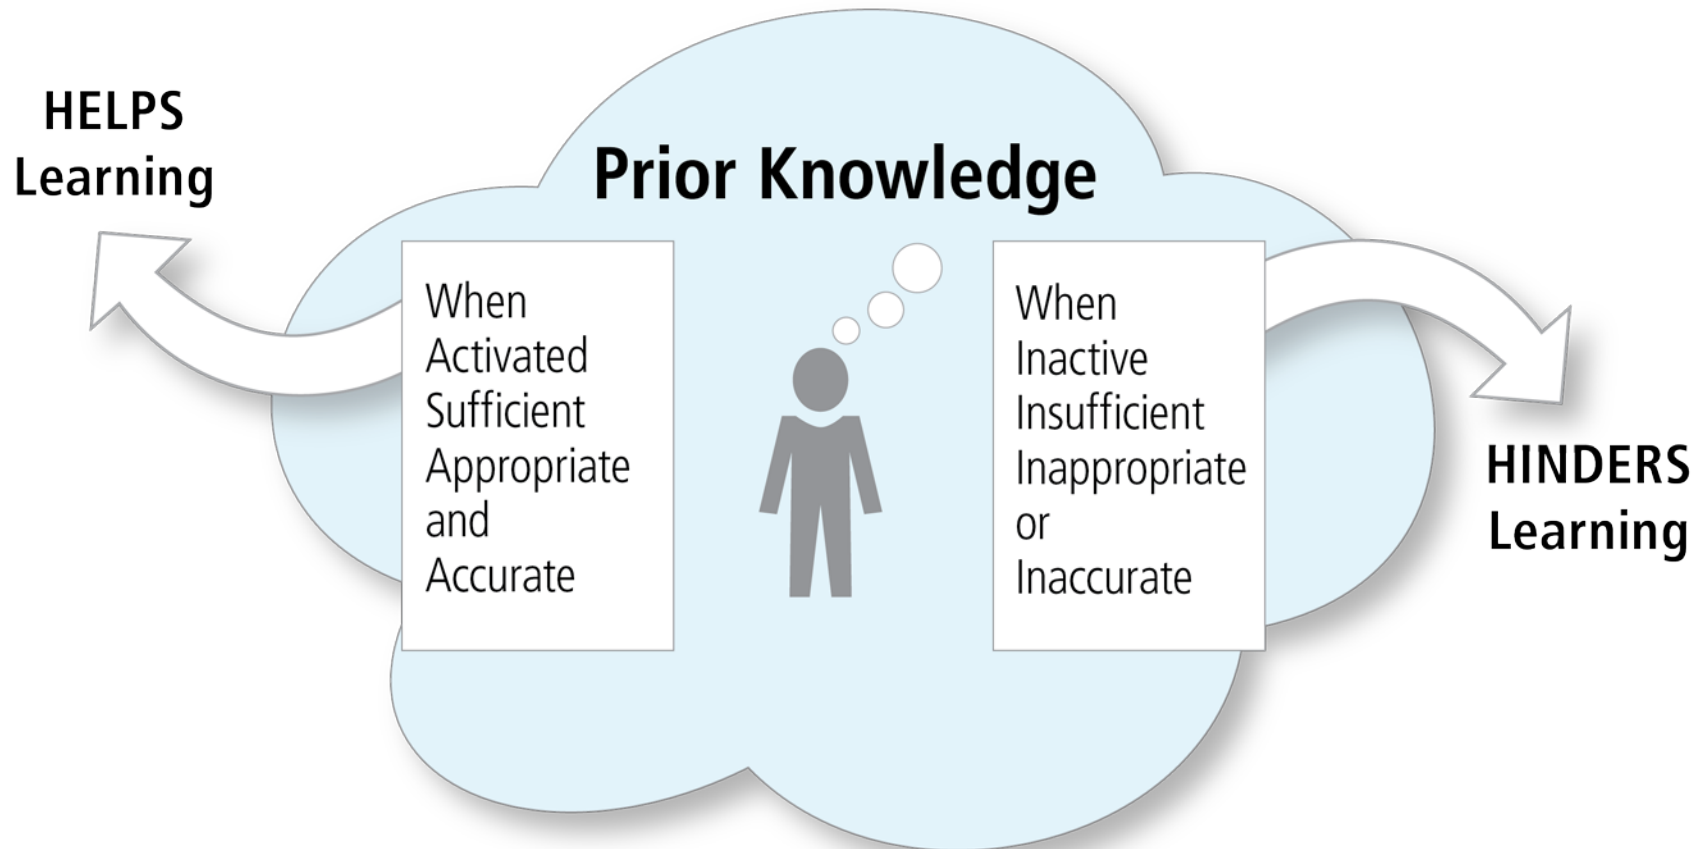 HELPS
Learning
Prior Knowledge
When
Activated
Sufficient
Appropriate
and
Accurate
When
Inactive
Insufficient
Inappropriate
or
Inaccurate
HINDERS
Learning